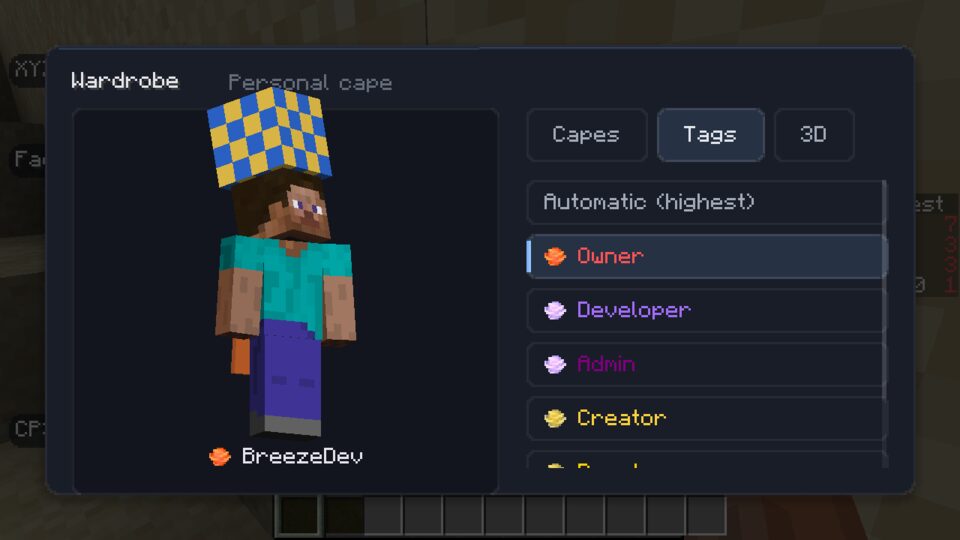 Wardrobe
Personal cape
Capes
Tags
3D
Automatic (highest)
Owner
Developer
Admin
Creator
BreezeDev